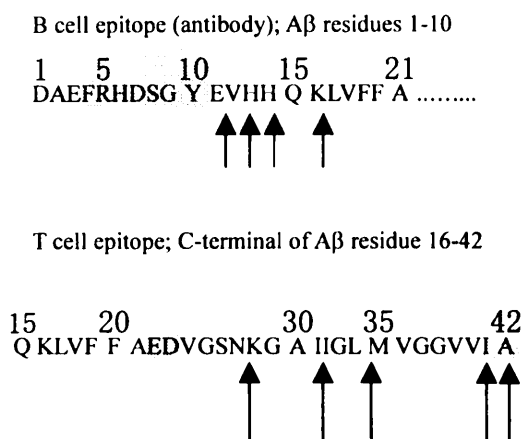 B cell epitope (antibody); Aβ residues 1-10
1 5 10 15 21
DAEFRHDSG Y EVHH Q KLVFF A .........
T cell epitope; C-terminal of Aβ residue 16-42
15 20 30 35 42
Q KLVF F AEDVGSNKG A IIGL M VGGVVI A